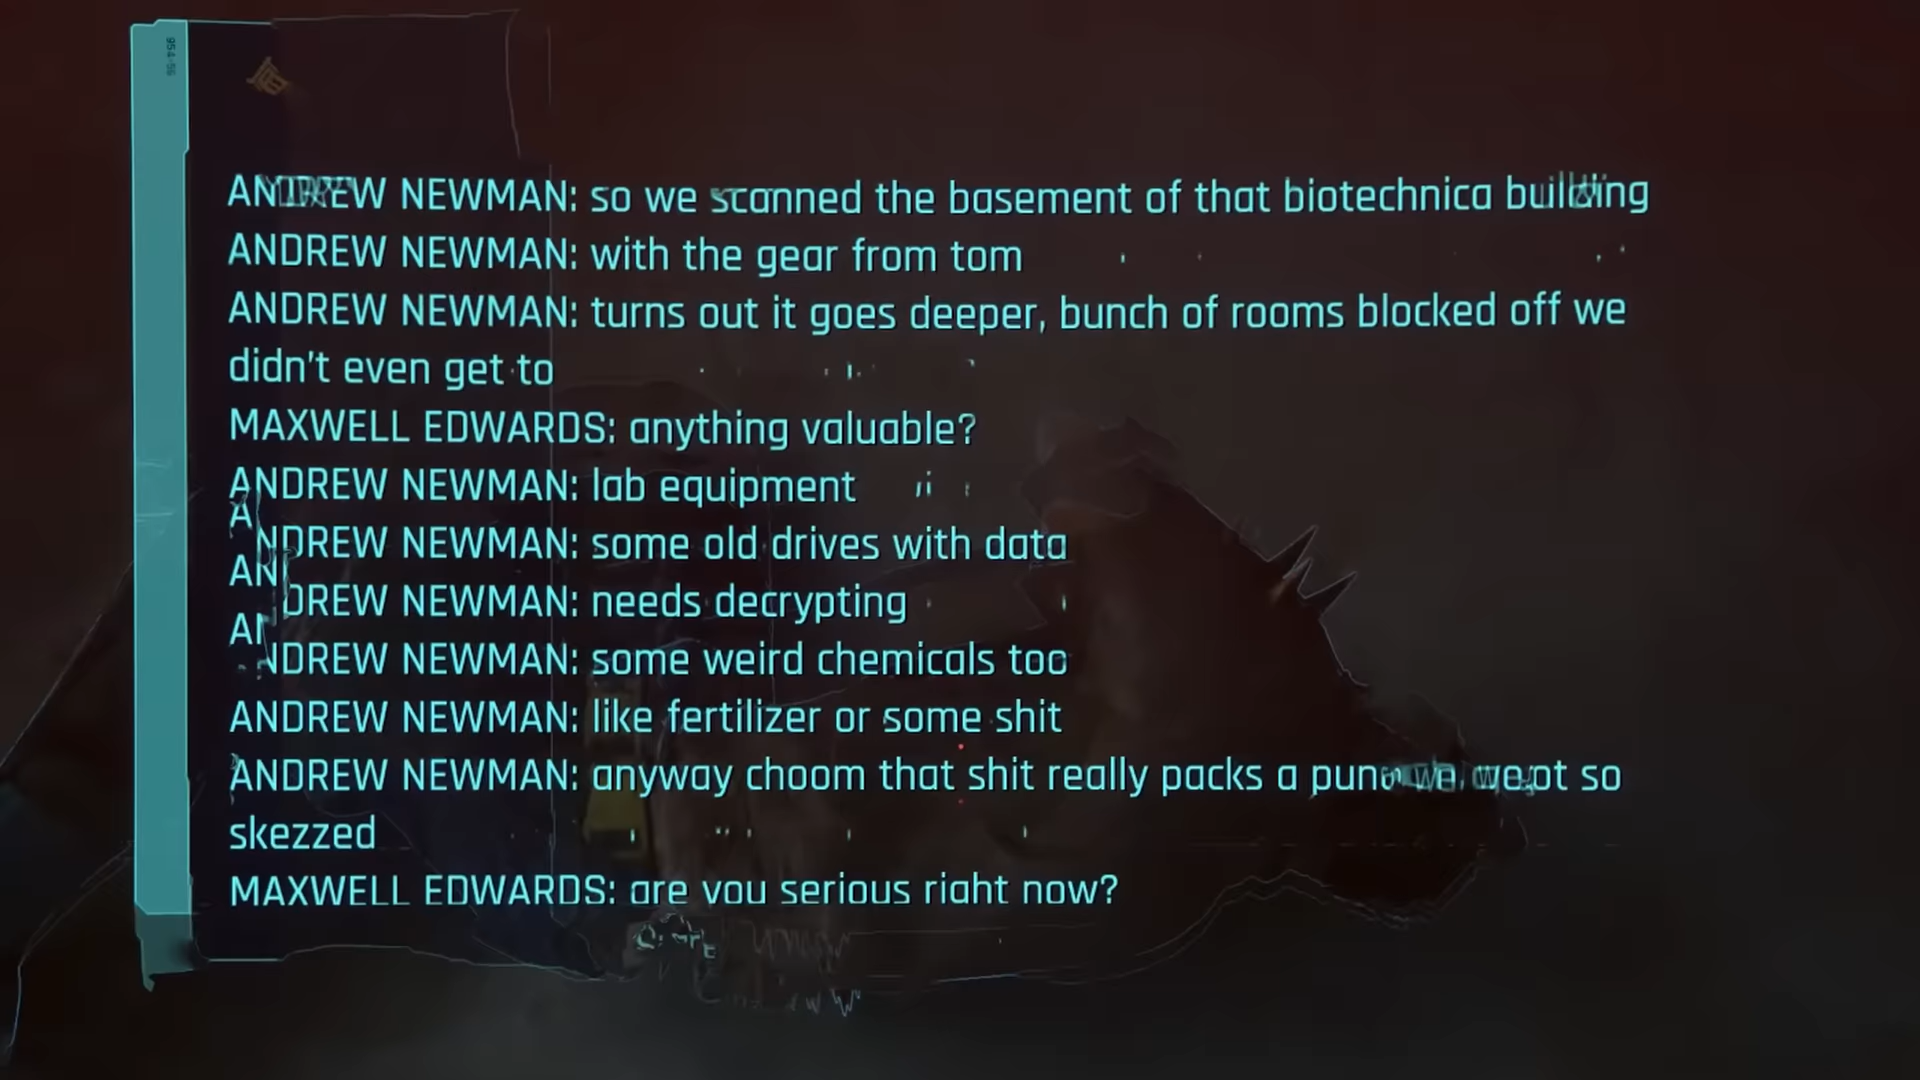 954-56
ANDREW NEWMAN: so we scanned the basement of that biotechnica building
ANDREW NEWMAN: with the gear from tom
ANDREW NEWMAN: turns out it goes deeper, bunch of rooms blocked off we
didn't even get to
MAXWELL EDWARDS: anything valuable?
ANDREW NEWMAN: lab equipment
ANDREW NEWMAN: some old drives with data
ANDREW NEWMAN: needs decrypting
ANDREW NEWMAN: some weird chemicals too
ANDREW NEWMAN: like fertilizer or some shit
ANDREW NEWMAN: anyway choom that shit really packs a so
skezzed
MAXWELL EDWARDS: are you serious right now?